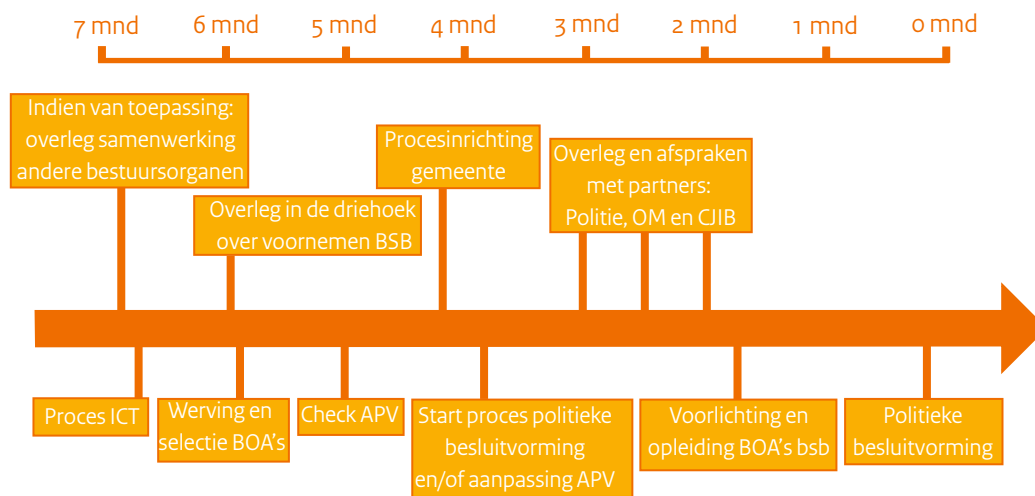 7 mnd 6 mnd 5 mnd 4 mnd 3 mnd 2 mnd 1 mnd 0 mnd
Indien van toepassing:
overleg samenwerking
andere bestuursorganen
Overleg in de driehoek
over voornemen BSB
Procesinrichting
gemeente
Overleg en afspraken
met partners:
Politie, OM en CJIB
Proces ICT
Werving en
selectie BOA's
Check APV
Start proces politieke
besluitvorming
en/of aanpassing APV
Voorlichting en
opleiding BOA's bsb
Politieke
besluitvorming